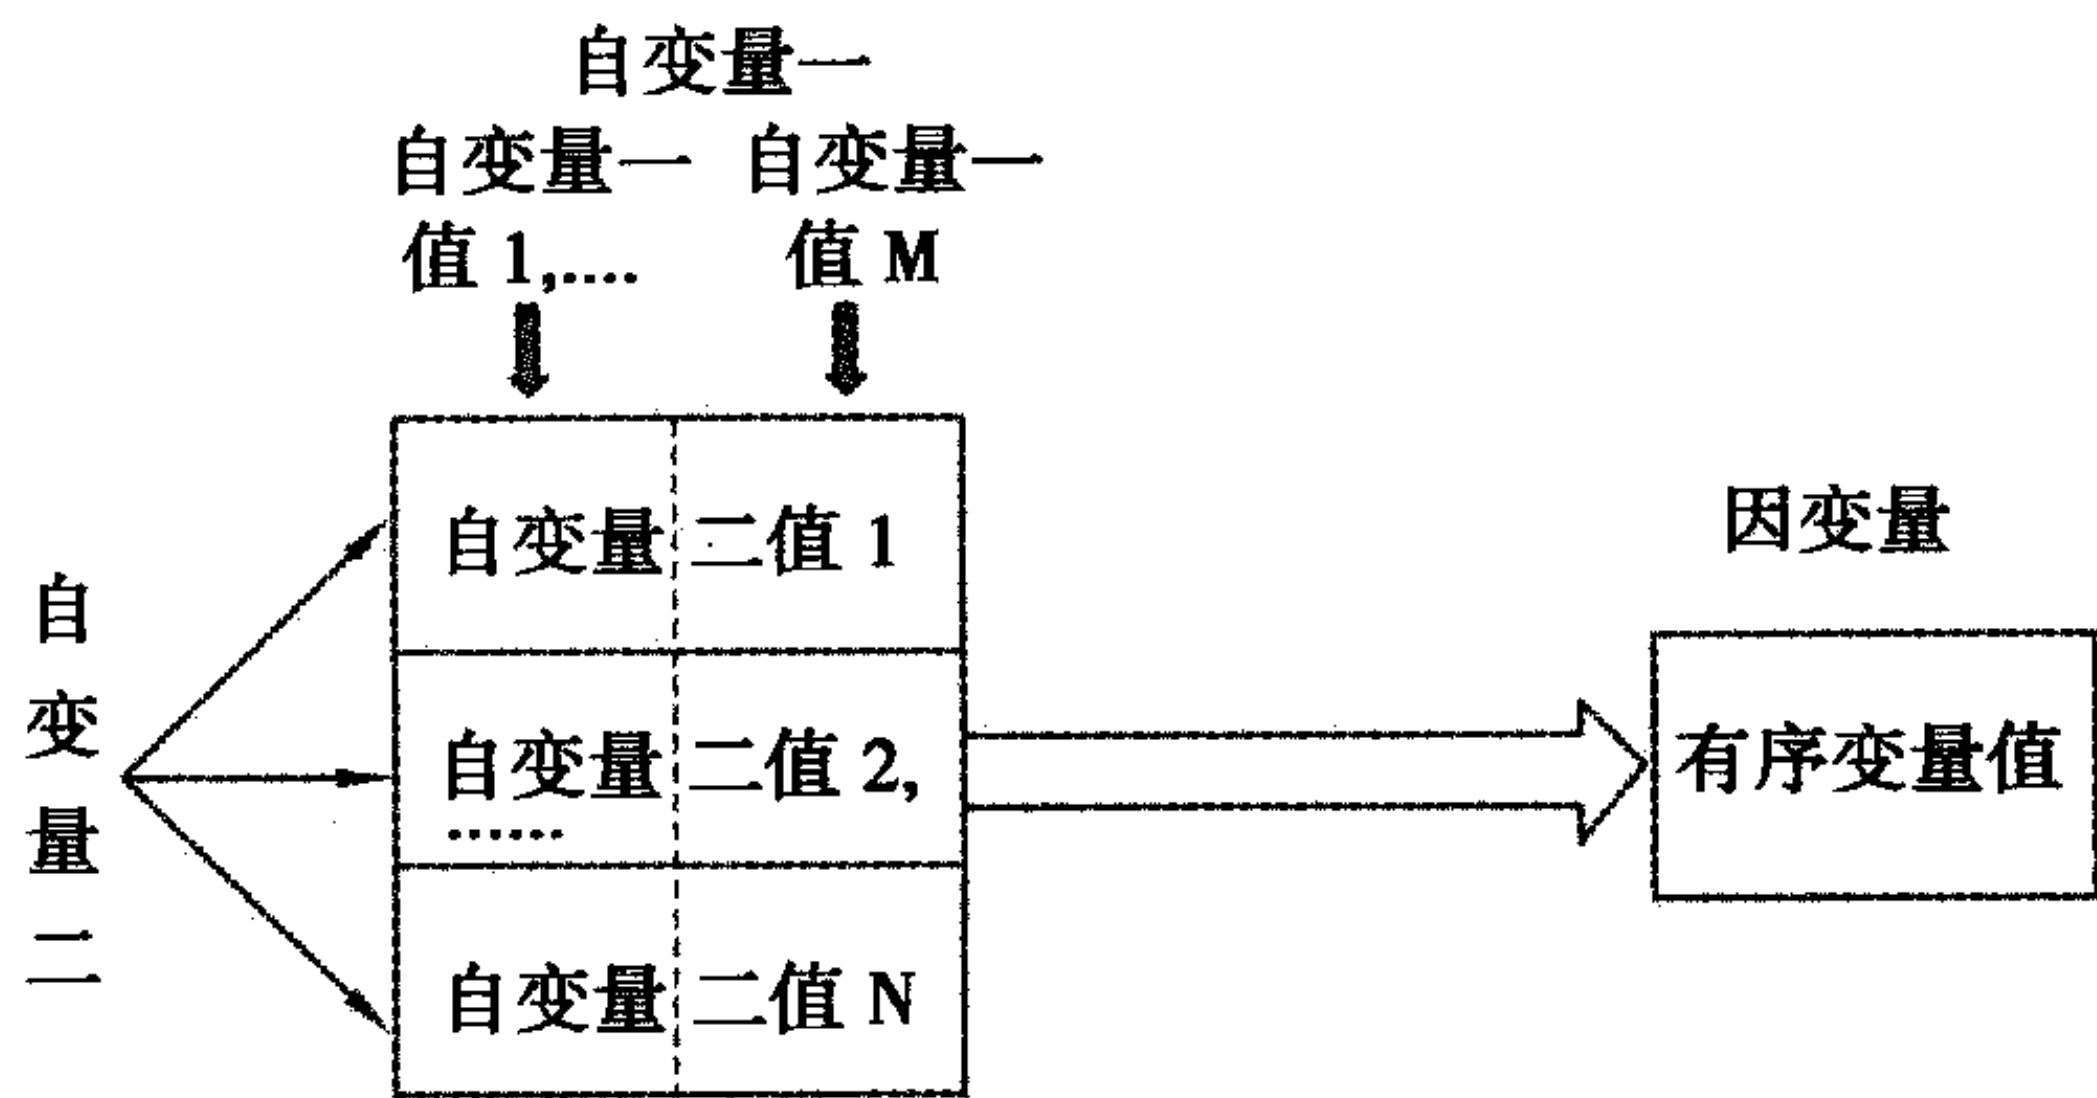 自变量一
自变量一 自变量一
值 1,.... 值 M
自变量二值 1
因变量
自变量二
自变量二值 2,
......
有序变量值
自变量二值 N